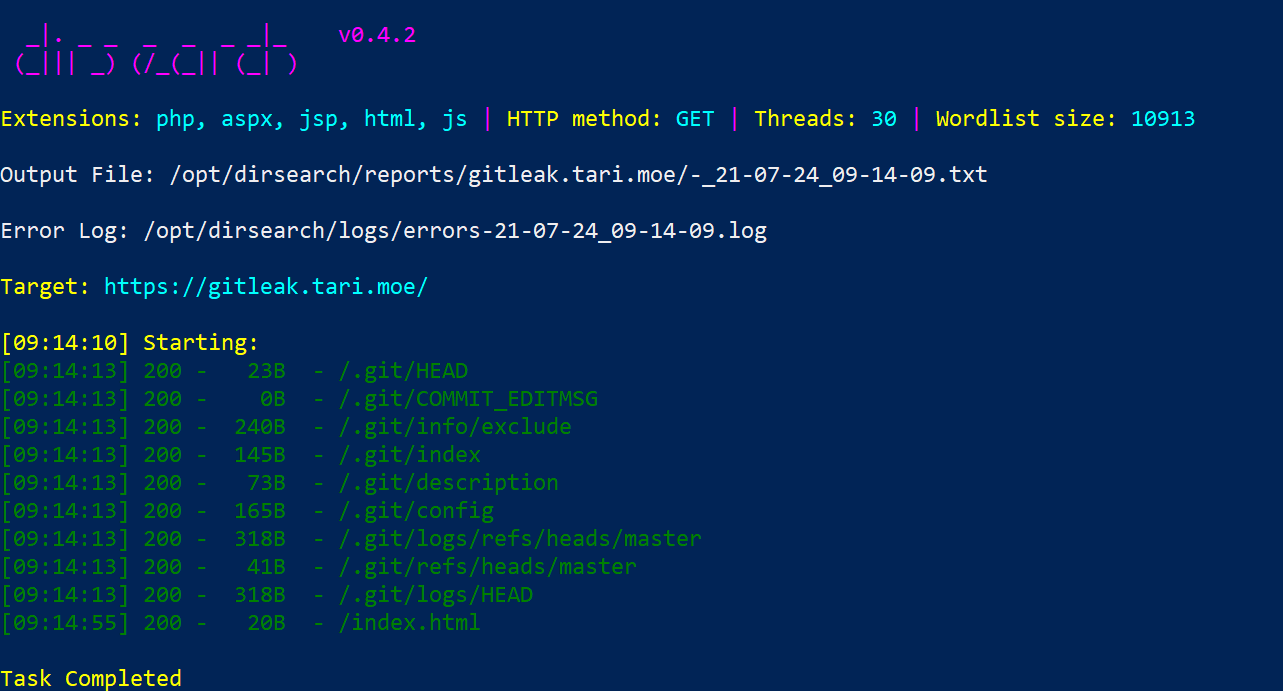 _|. _ _  _  _  _ _|_    v0.4.2
(_||| _) (/_(_|| (_| )
Extensions: php, aspx, jsp, html, js | HTTP method: GET | Threads: 30 | Wordlist size: 10913
Output File: /opt/dirsearch/reports/gitleak.tari.moe/-_21-07-24_09-14-09.txt
Error Log: /opt/dirsearch/logs/errors-21-07-24_09-14-09.log
Target: https://gitleak.tari.moe/
[09:14:10] Starting:
[09:14:13] 200 -   23B  - /.git/HEAD
[09:14:13] 200 -    0B  - /.git/COMMIT_EDITMSG
[09:14:13] 200 -  240B  - /.git/info/exclude
[09:14:13] 200 -  145B  - /.git/index
[09:14:13] 200 -   73B  - /.git/description
[09:14:13] 200 -  165B  - /.git/config
[09:14:13] 200 -  318B  - /.git/logs/refs/heads/master
[09:14:13] 200 -   41B  - /.git/refs/heads/master
[09:14:13] 200 -  318B  - /.git/logs/HEAD
[09:14:55] 200 -   20B  - /index.html
Task Completed